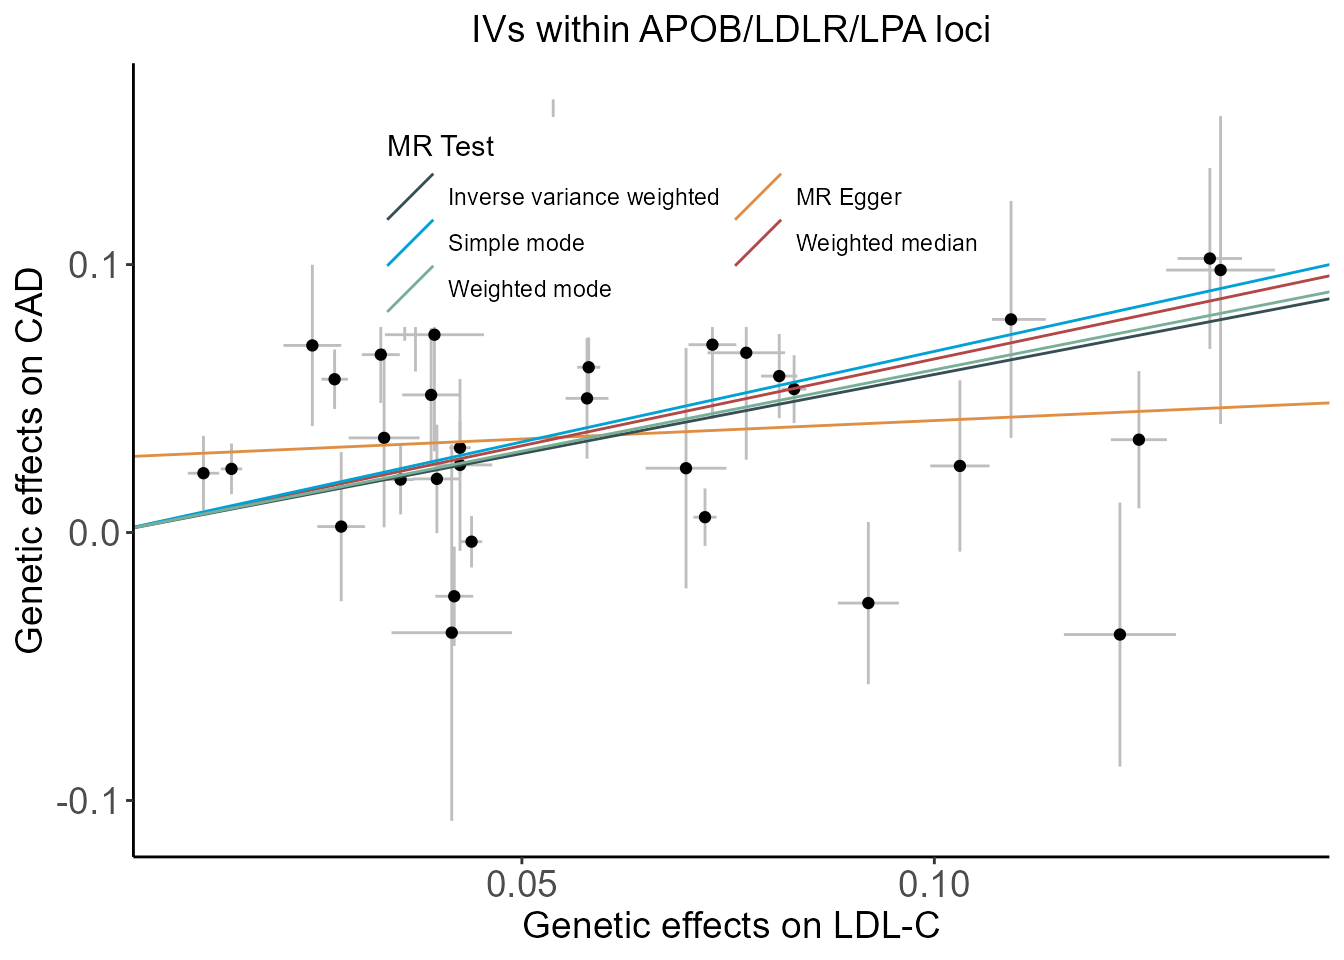 IVs within APOB/LDLR/LPA loci
MR Test
Inverse variance weighted
MR Egger
Simple mode
Weighted median
Weighted mode
Genetic effects on CAD
0.1
0.0
-0.1
0.05
0.10
Genetic effects on LDL-C